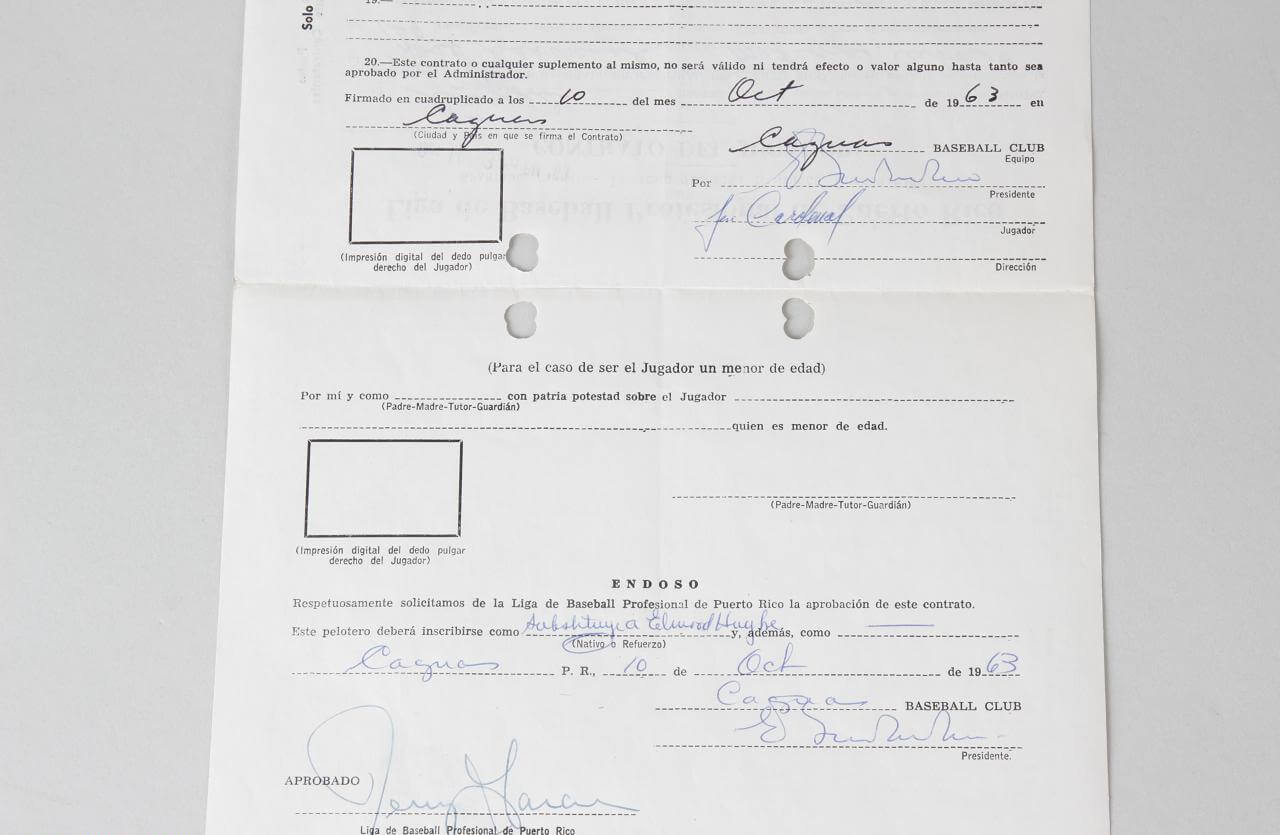 Solo
19.—
20.—Este contrato o cualquier suplemento al mismo, no será válido ni tendrá efecto o valor alguno hasta tanto sea
aprobado por el Administrador.
Firmado en cuadruplicado a los 10 del mes Oct de 1963 en
Caguas
(Ciudad y País en que se firma el Contrato)
Caguas BASEBALL CLUB
Equipo
Por
Presidente
José Cardenal
Jugador
(Impresión digital del dedo pulgar
derecho del Jugador)
Dirección
(Para el caso de ser el Jugador un menor de edad)
Por mí y como con patria potestad sobre el Jugador
(Padre-Madre-Tutor-Guardián)
quien es menor de edad.
(Padre-Madre-Tutor-Guardián)
(Impresión digital del dedo pulgar
derecho del Jugador)
ENDOSO
Respetuosamente solicitamos de la Liga de Baseball Profesional de Puerto Rico la aprobación de este contrato.
Este pelotero deberá inscribirse como y, además, como
(Nativo o Refuerzo)
Caguas P. R., 10 de Oct de 1963
Caguas BASEBALL CLUB
Presidente.
APROBADO
Liga de Baseball Profesional de Puerto Rico